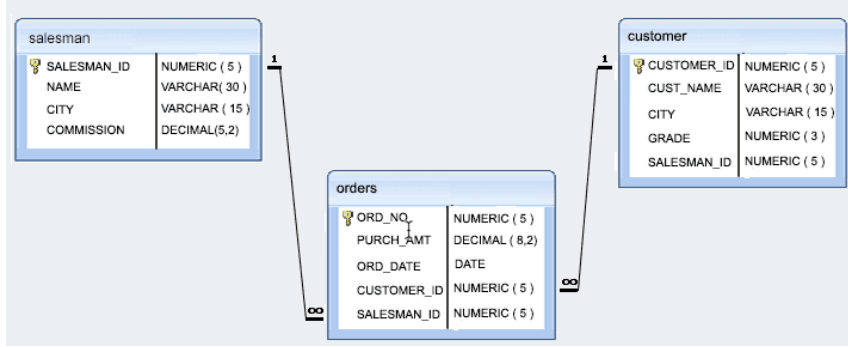 salesman
SALESMAN_ID NUMERIC ( 5 )
NAME VARCHAR( 30 )
CITY VARCHAR ( 15 )
COMMISSION DECIMAL(5,2)
1
customer
CUSTOMER_ID NUMERIC ( 5 )
CUST_NAME VARCHAR ( 30 )
CITY VARCHAR ( 15 )
GRADE NUMERIC ( 3 )
SALESMAN_ID NUMERIC ( 5 )
1
orders
ORD_NO NUMERIC ( 5 )
PURCH_AMT DECIMAL ( 8,2)
ORD_DATE DATE
CUSTOMER_ID NUMERIC ( 5 )
SALESMAN_ID NUMERIC ( 5 )
∞
∞